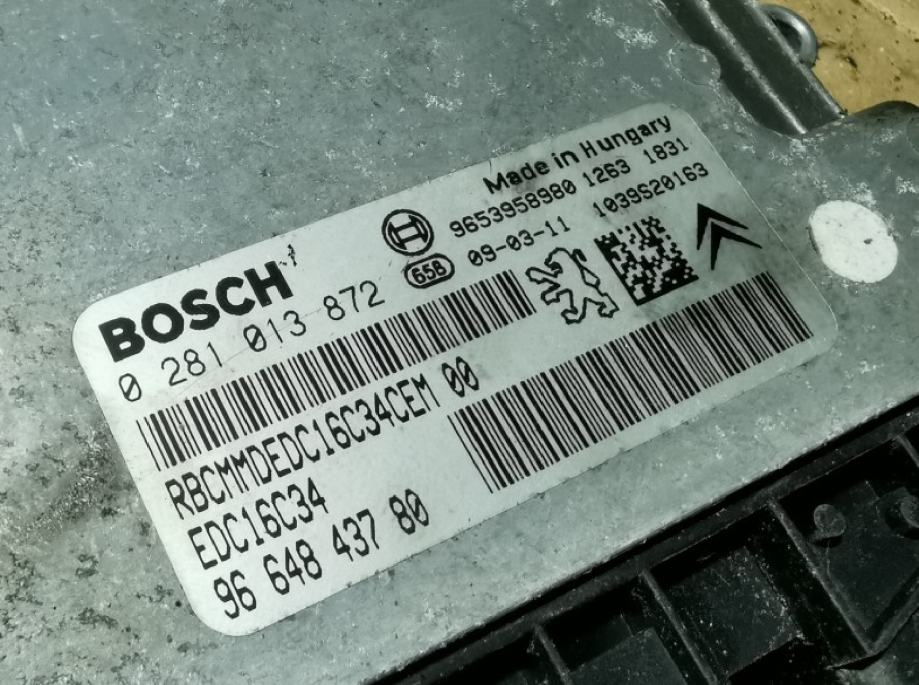 Made in Hungary
9653958980 1263 1831
658 09-03-11 1039S20163
BOSCH
0 281 013 872
RBCMMDEDC16C34CEM 00
EDC16C34
96 648 437 80